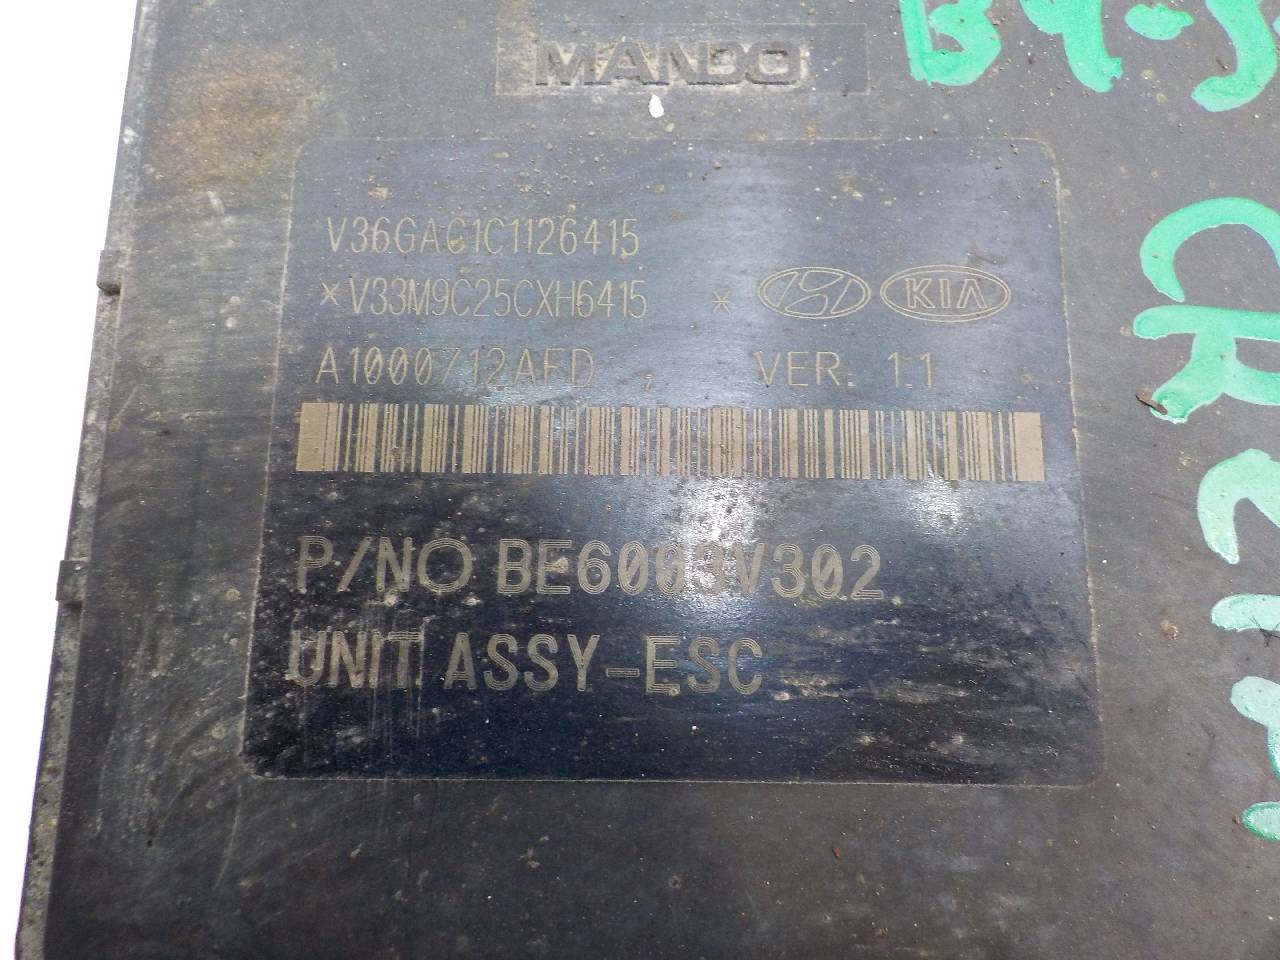 MANDO
V36GAC1C1126415
*V33M9C25CXH6415 * KIA
A1000712AFD , VER. 1.1
P/NO BE6003V302
UNIT ASSY-ESC